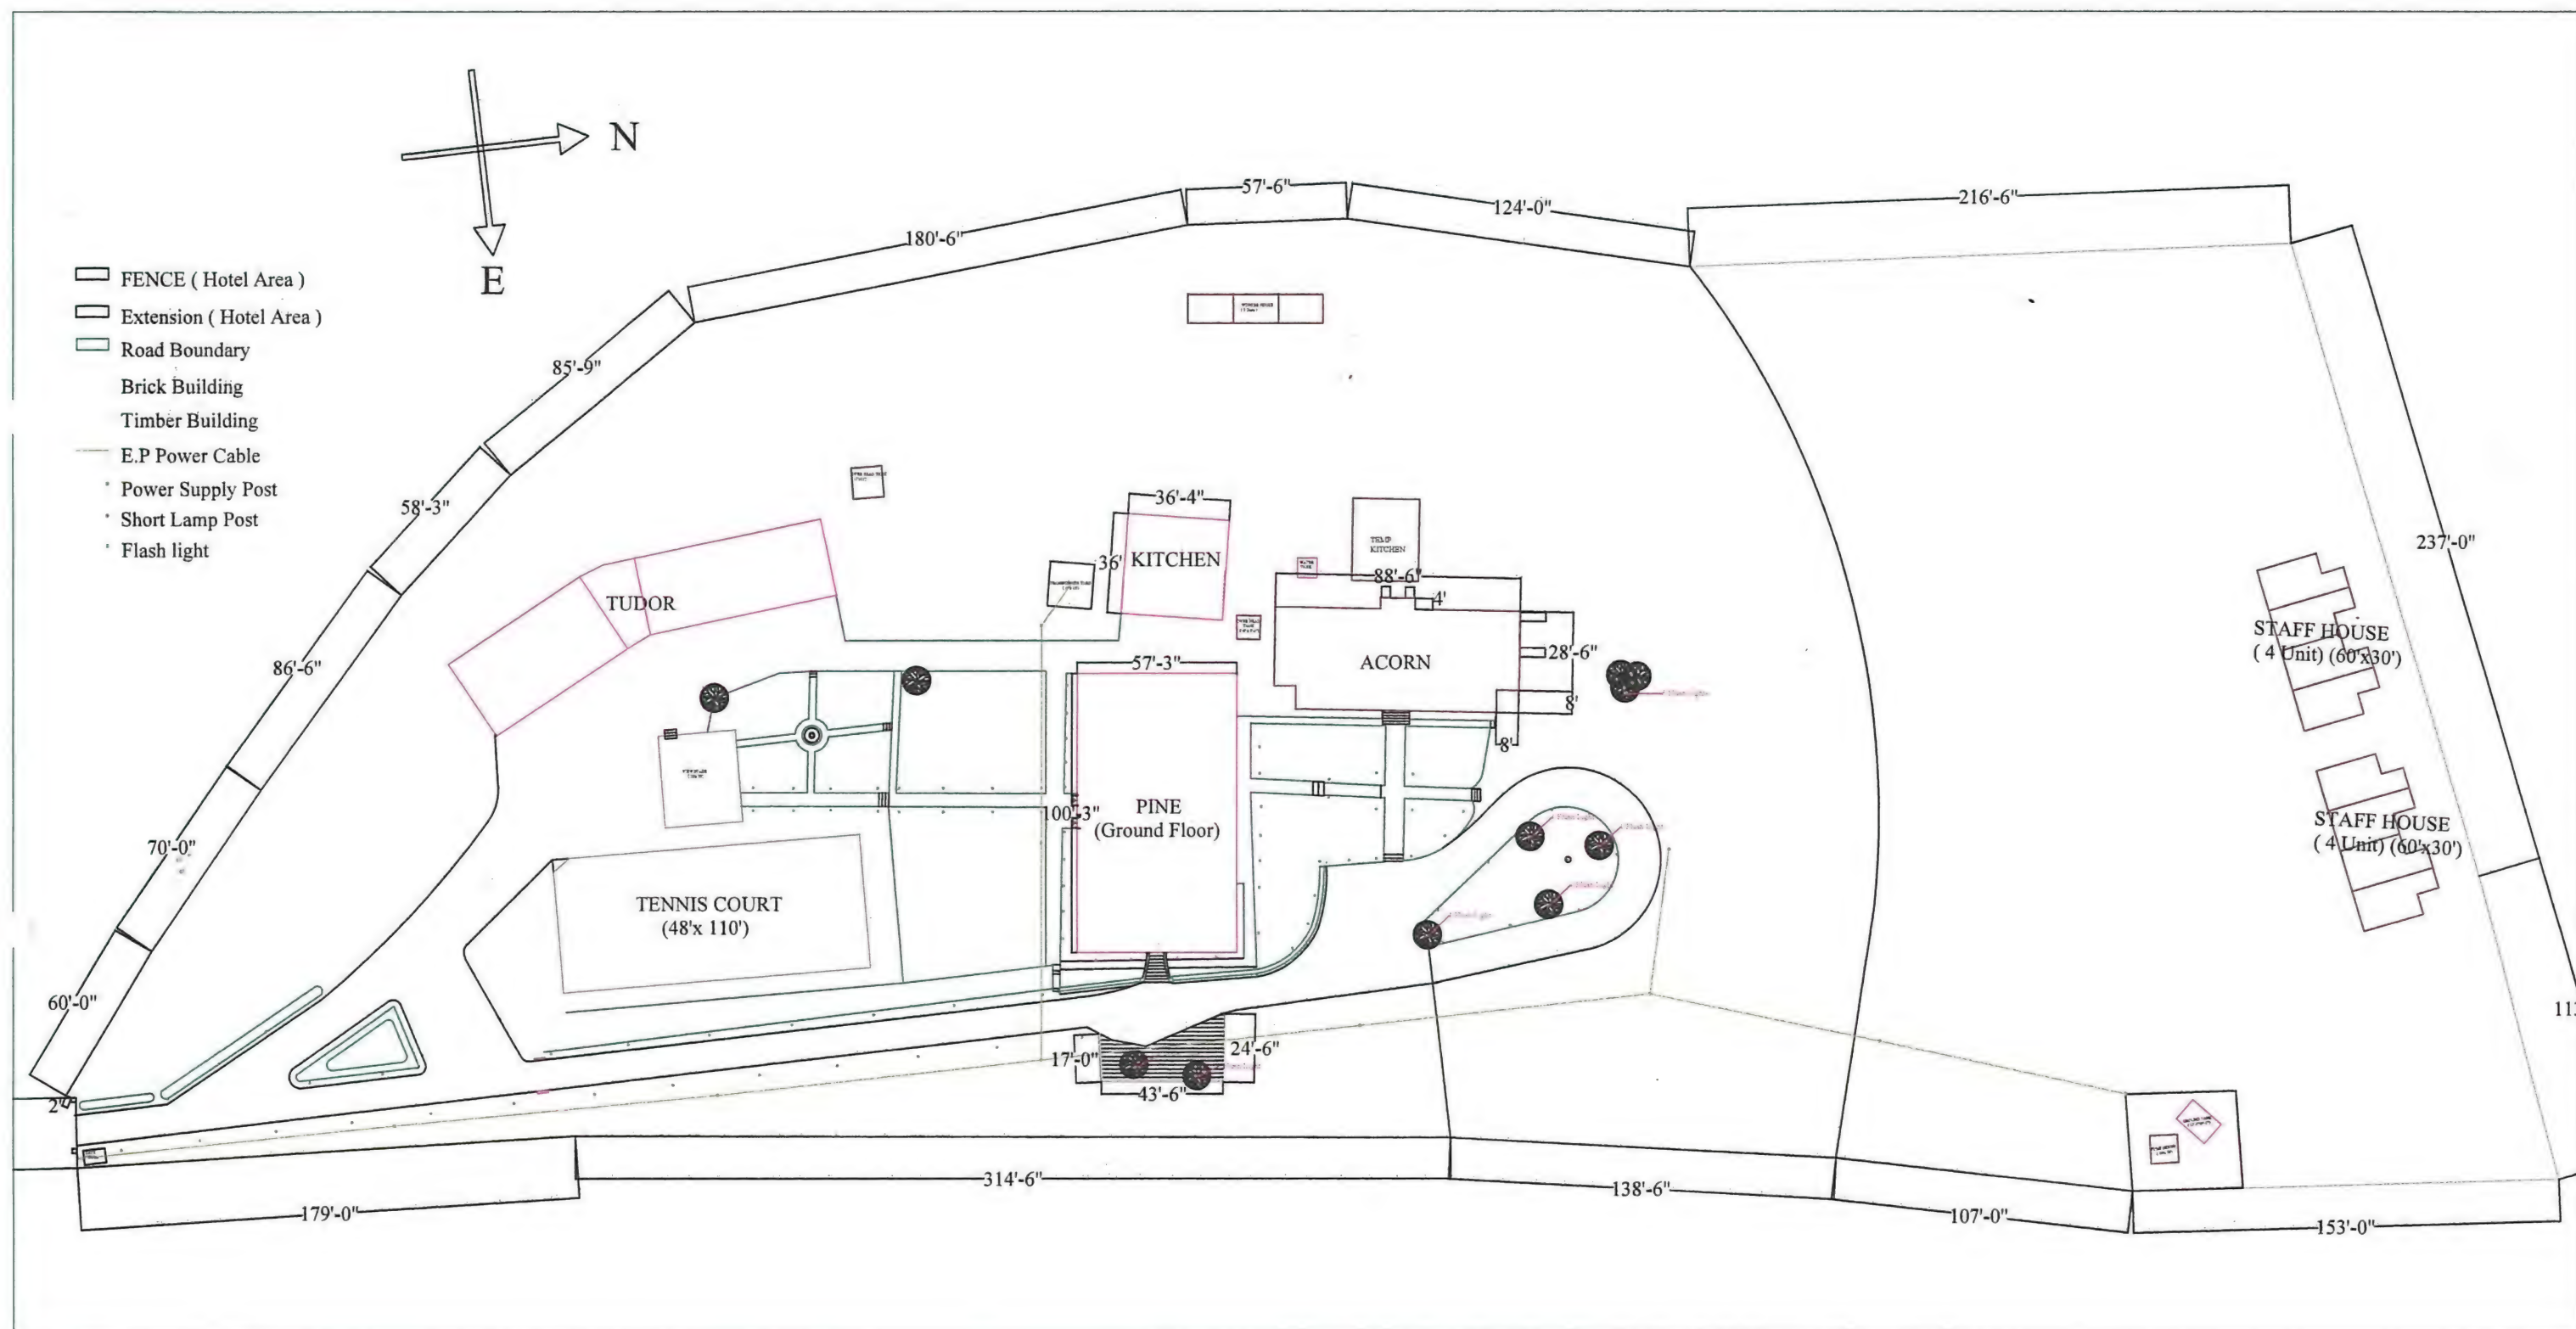 N
E
FENCE ( Hotel Area )
Extension ( Hotel Area )
Road Boundary
Brick Building
Timber Building
E.P Power Cable
Power Supply Post
Short Lamp Post
Flash light
57'-6"
124'-0"
216'-6"
180'-6"
85'-9"
58'-3"
86'-6"
70'-0"
60'-0"
2'
237'-0"
36'-4"
36'
KITCHEN
TEMP
KITCHEN
88'-6"
4'
TUDOR
28'-6"
ACORN
8'
8'
57'-3"
100'-3"
PINE
(Ground Floor)
TENNIS COURT
(48'x 110')
STAFF HOUSE
( 4 Unit) (60'x30')
STAFF HOUSE
( 4 Unit) (60'x30')
17'-0"
24'-6"
43'-6"
179'-0"
314'-6"
138'-6"
107'-0"
153'-0"